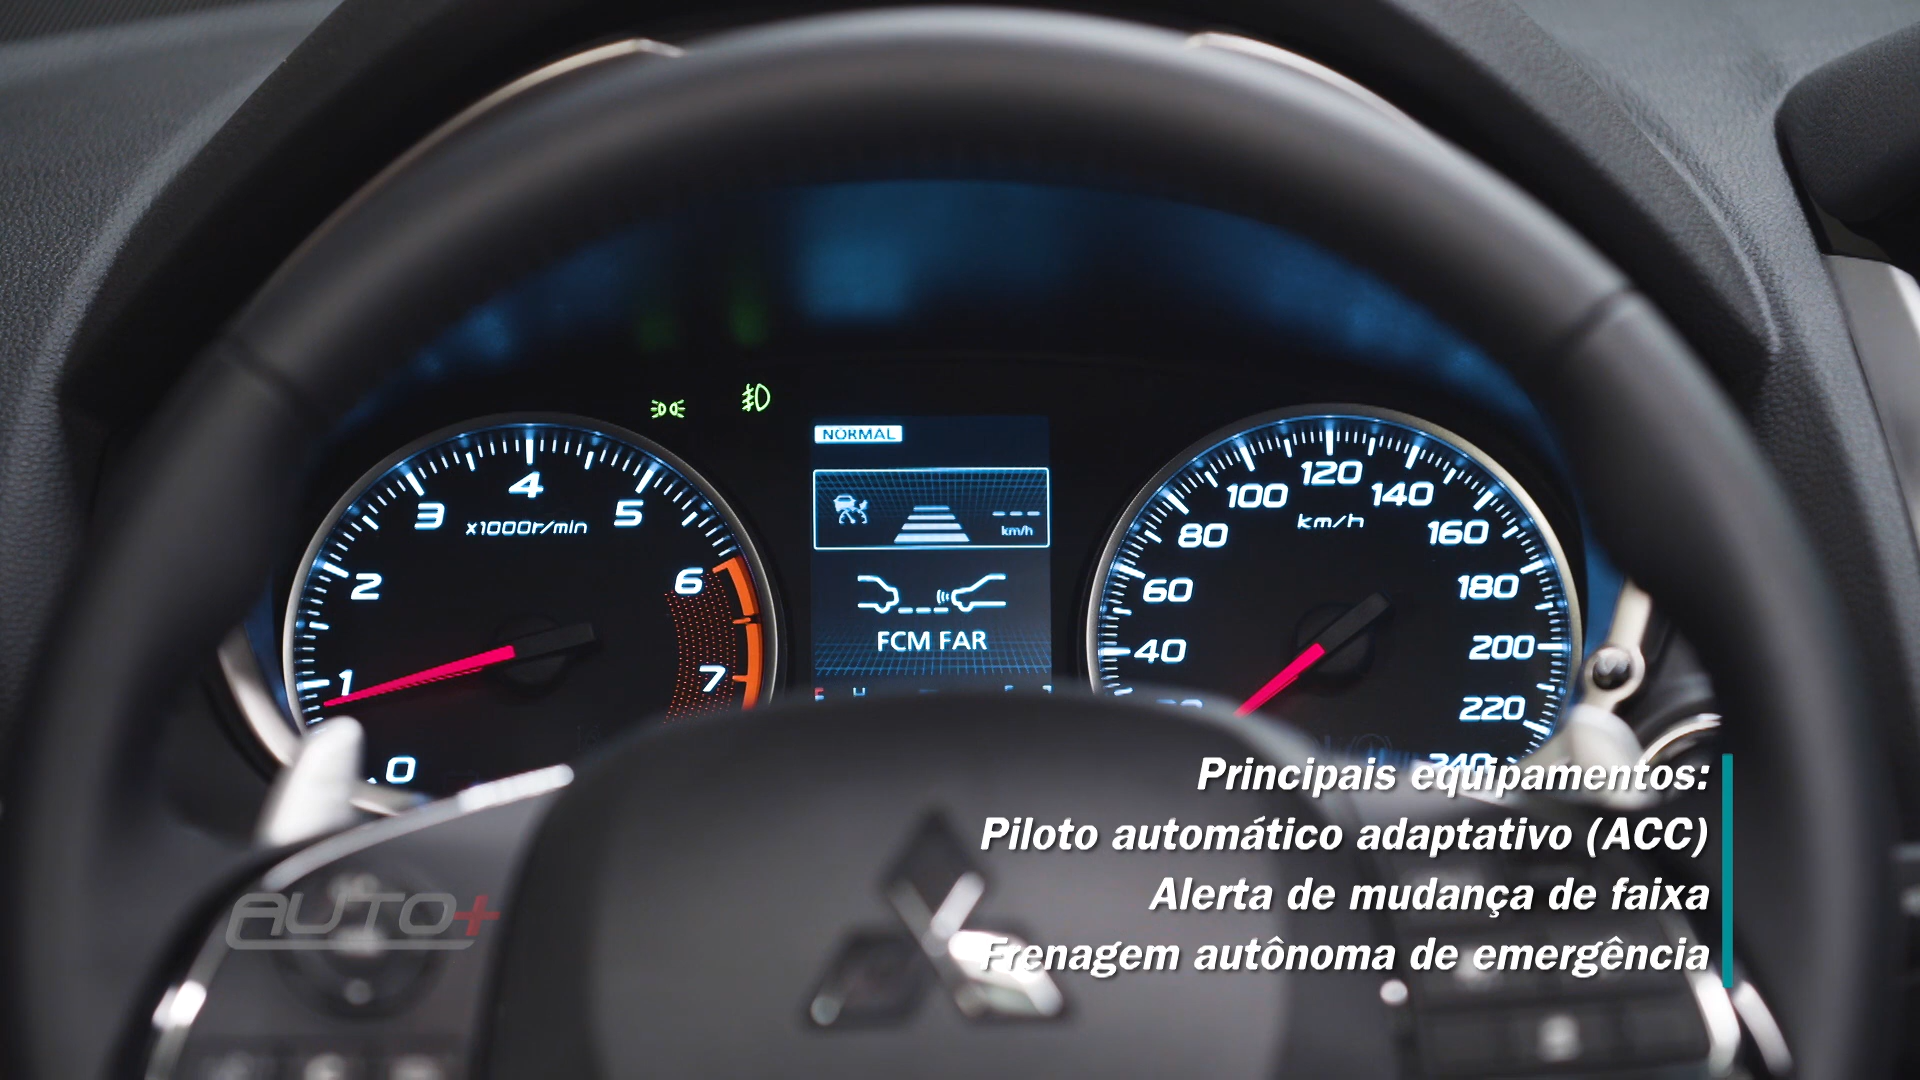 NORMAL
km/h
FCM FAR
0
1
2
3
4
5
6
7
x1000r/min
40
60
80
100
120
140
160
180
200
220
240
km/h
Principais equipamentos:
Piloto automático adaptativo (ACC)
Alerta de mudança de faixa
Frenagem autônoma de emergência
AUTO+